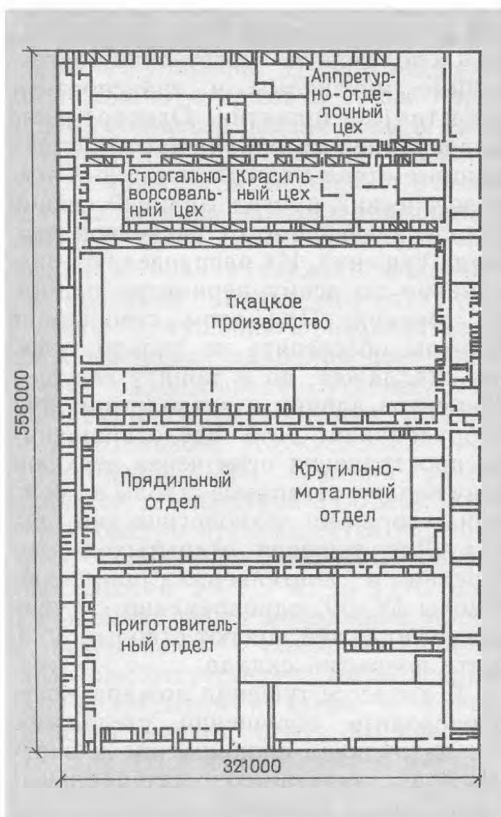 Аппретур-
но-отде-
лочный
цех
Строгально-
ворсоваль-
ный цех
Красиль-
ный цех
Ткацкое
производство
558000
Прядильный
отдел
Крутильно-
мотальный
отдел
Приготовитель-
ный отдел
321000